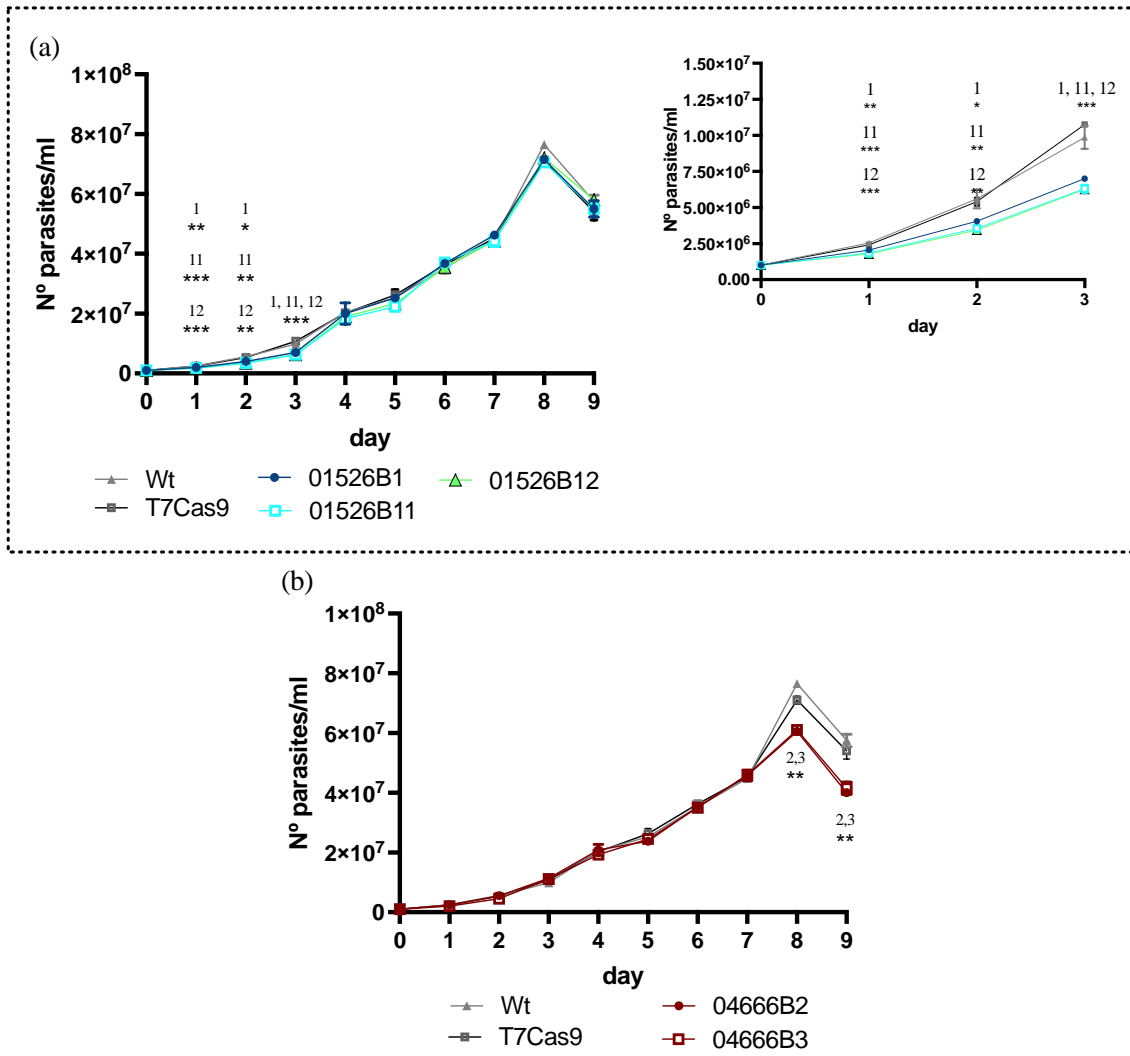 (a)
Nº parasites/ml
1×10⁸
8×10⁷
6×10⁷
4×10⁷
2×10⁷
0
1
**
11
***
12
***
1
*
11
**
12
**
1, 11, 12
***
0 1 2 3 4 5 6 7 8 9
day
Wt
T7Cas9
01526B1
01526B11
01526B12
Nº parasites/ml
1.50×10⁷
1.25×10⁷
1.00×10⁷
7.50×10⁶
5.00×10⁶
2.50×10⁶
0.00
1
**
11
***
12
***
1
*
11
**
12
**
1, 11, 12
***
0 1 2 3
day
(b)
Nº parasites/ml
1×10⁸
8×10⁷
6×10⁷
4×10⁷
2×10⁷
0
2,3
**
2,3
**
0 1 2 3 4 5 6 7 8 9
day
Wt
T7Cas9
04666B2
04666B3